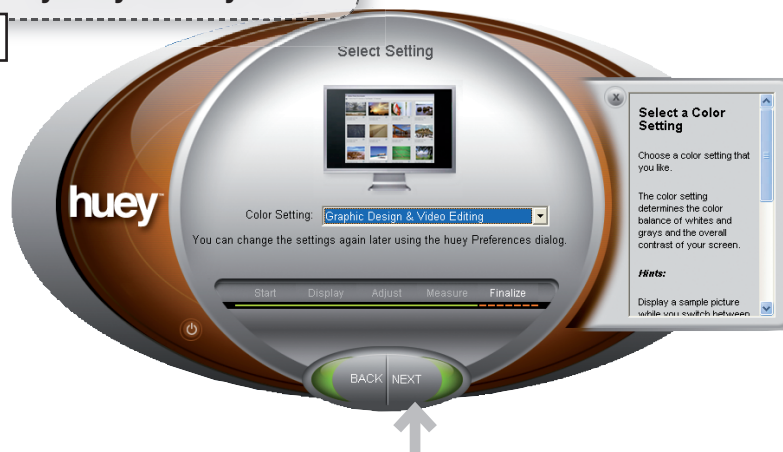 Select Setting
huey™
Color Setting: Graphic Design & Video Editing
You can change the settings again later using the huey Preferences dialog.
Start Display Adjust Measure Finalize
BACK NEXT
x
Select a Color
Setting
Choose a color setting that
you like.
The color setting
determines the color
balance of whites and
grays and the overall
contrast of your screen.
Hints:
Display a sample picture
while you switch between